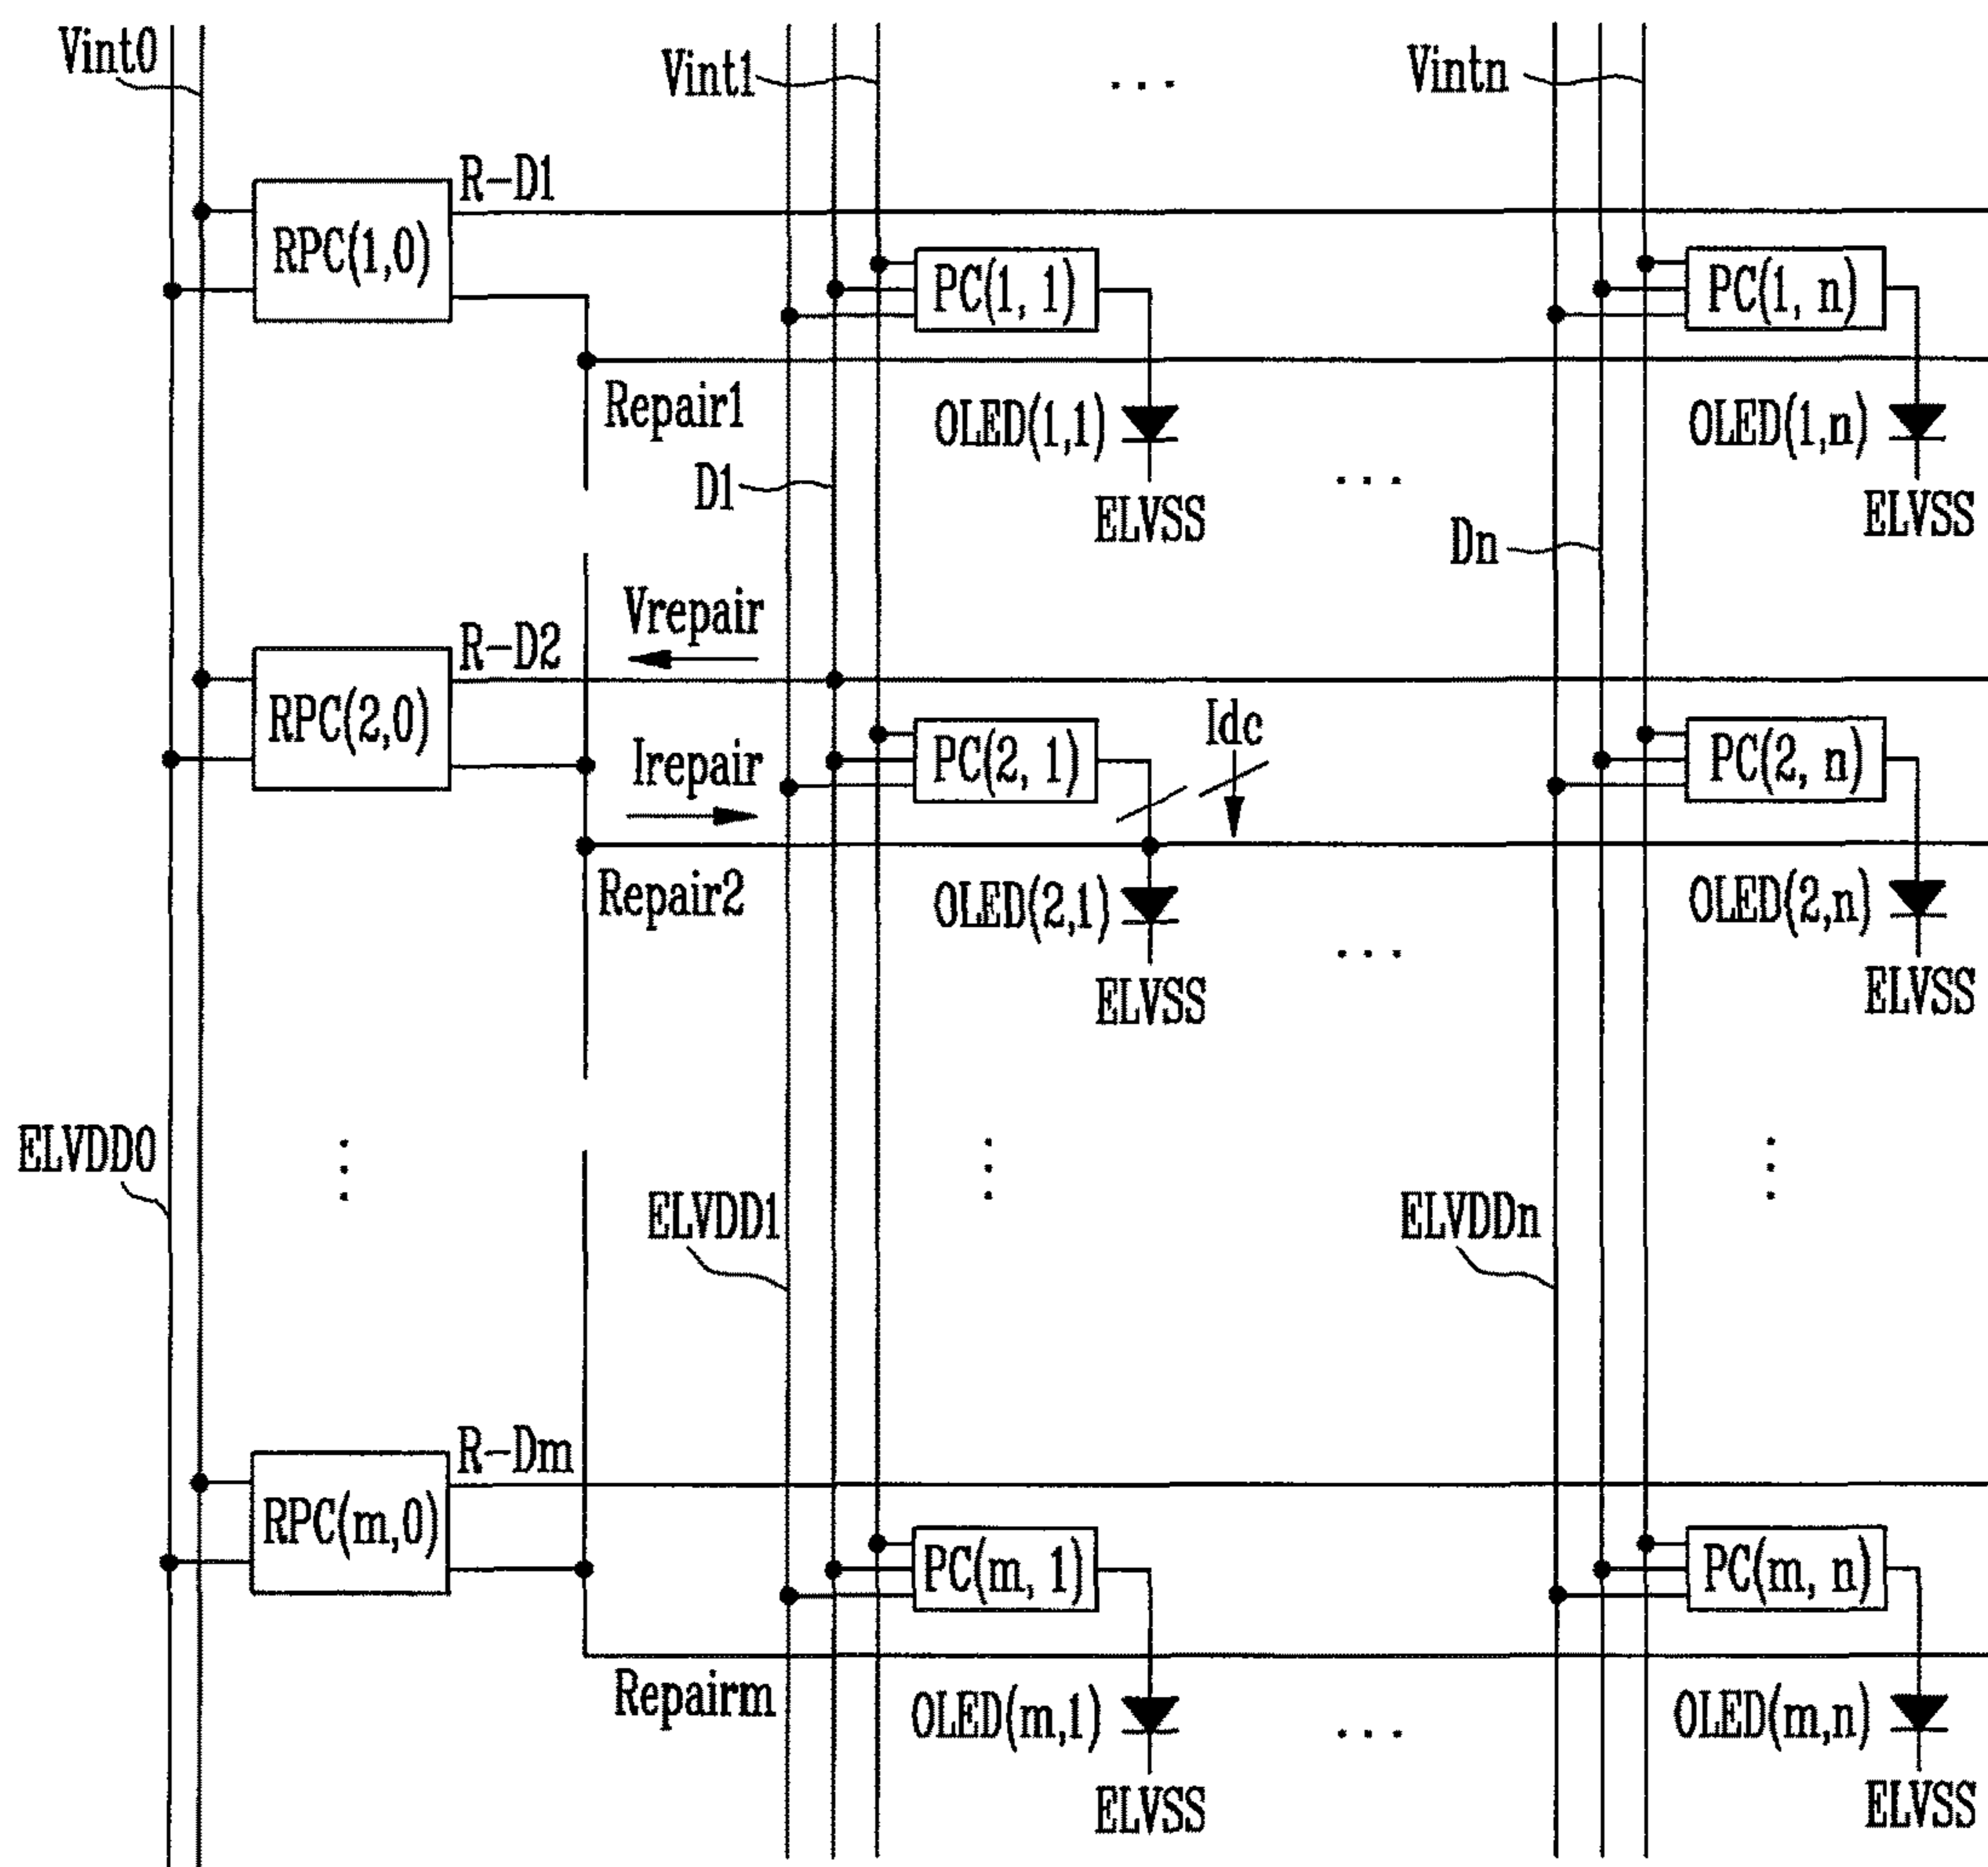 Vint0
Vint1
...
Vintn
R-D1
RPC(1,0)
PC(1, 1)
PC(1, n)
Repair1
OLED(1,1)
OLED(1,n)
D1
...
ELVSS
ELVSS
Dn
Vrepair
R-D2
RPC(2,0)
Idc
PC(2, 1)
PC(2, n)
Irepair
Repair2
OLED(2,1)
OLED(2,n)
...
ELVSS
ELVSS
ELVDD0
ELVDD1
ELVDDn
R-Dm
RPC(m,0)
PC(m, 1)
PC(m, n)
Repairm
OLED(m,1)
OLED(m,n)
...
ELVSS
ELVSS